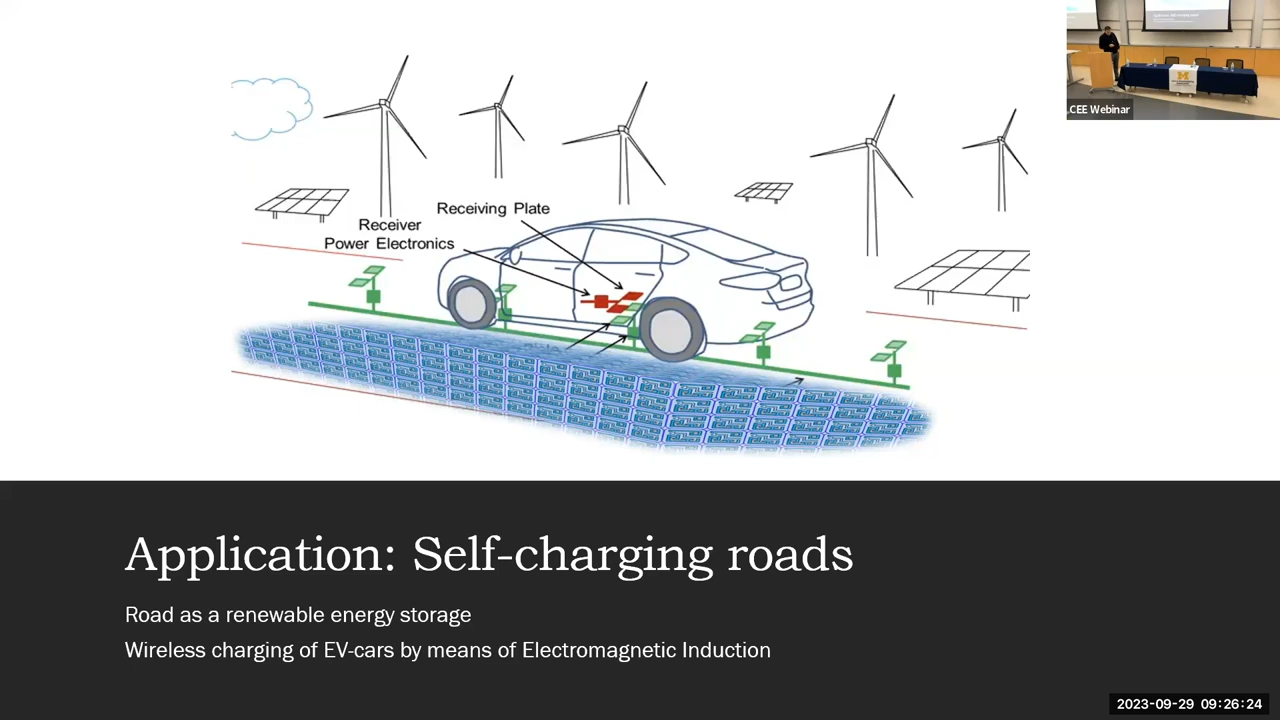 CEE Webinar
Receiving Plate
Receiver
Power Electronics
Application: Self-charging roads
Road as a renewable energy storage
Wireless charging of EV-cars by means of Electromagnetic Induction
2023-09-29 09:26:24